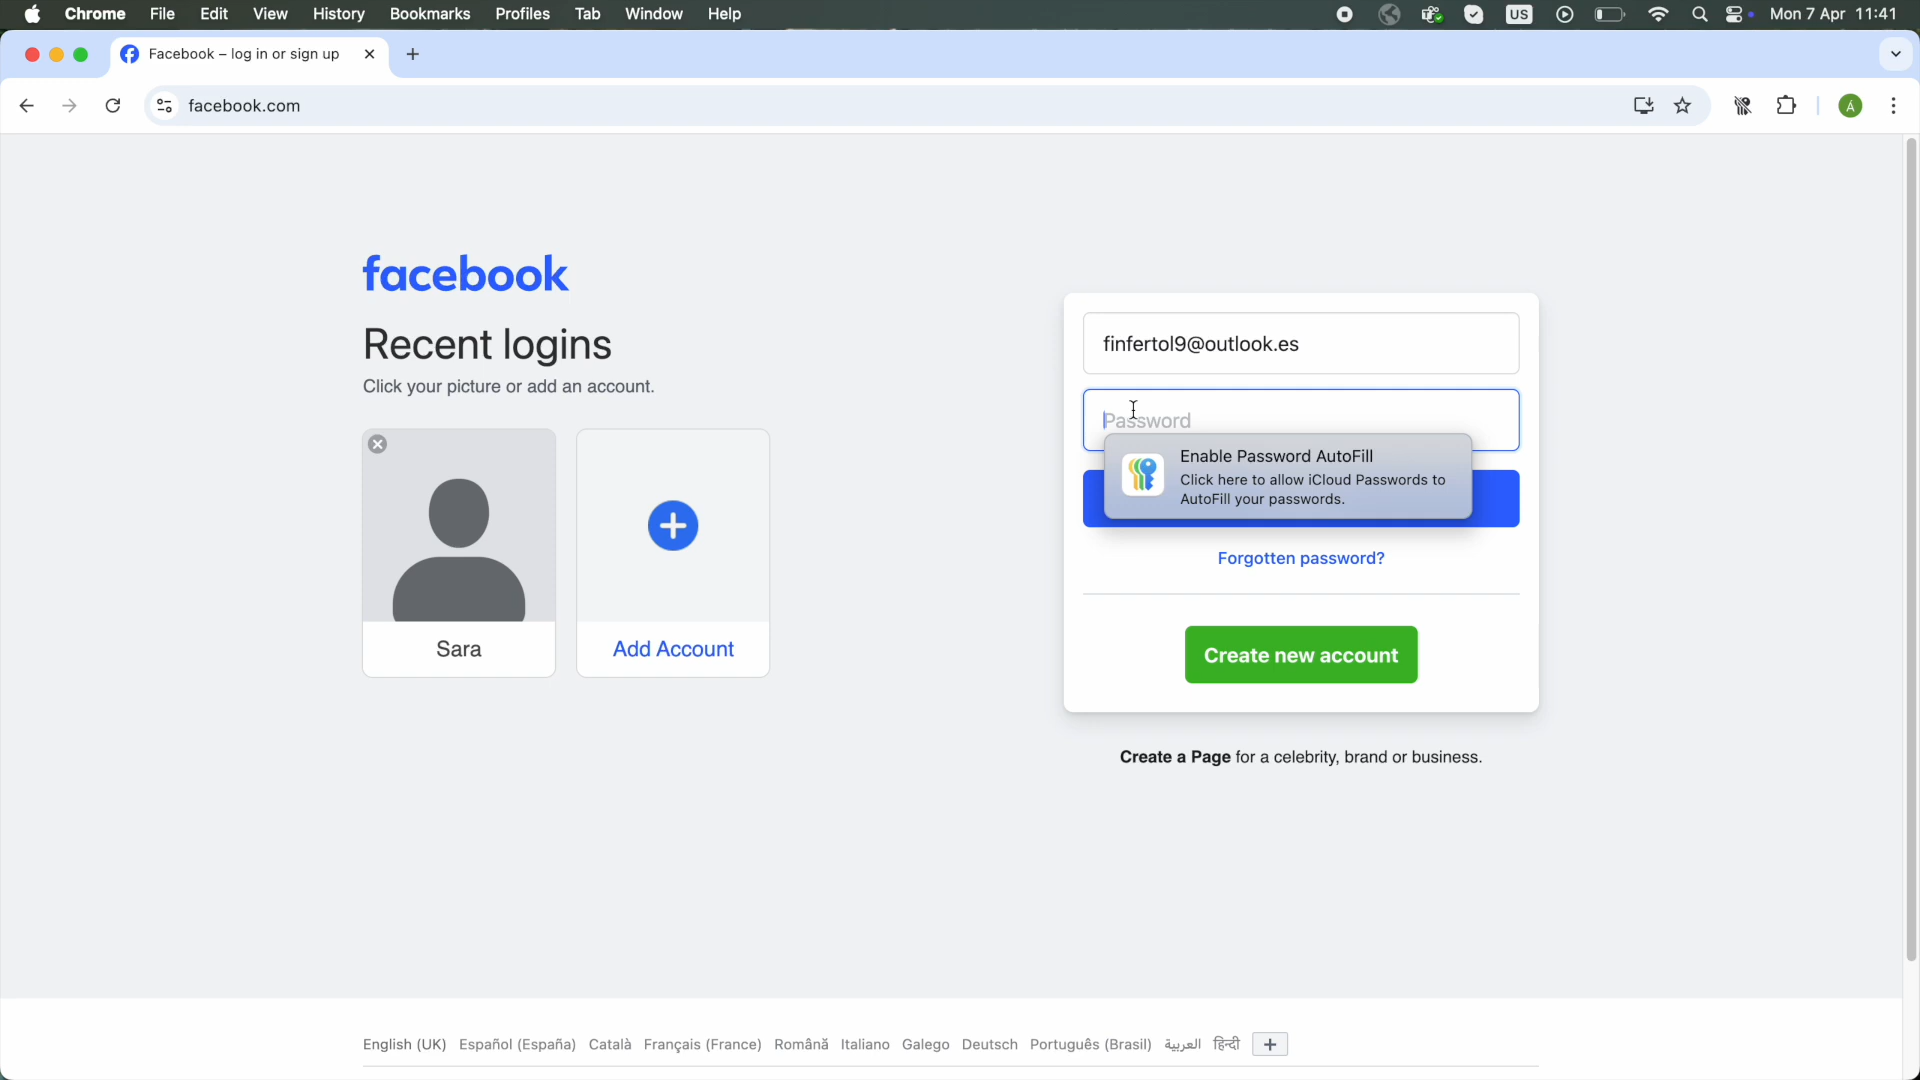 Chrome File Edit View History Bookmarks Profiles Tab Window Help US Mon 7 Apr 11:41
Facebook – log in or sign up
facebook.com
Á
facebook
Recent logins
Click your picture or add an account.
Sara
Add Account
finfertol9@outlook.es
Password
Enable Password AutoFill
Click here to allow iCloud Passwords to
AutoFill your passwords.
Forgotten password?
Create new account
Create a Page for a celebrity, brand or business.
English (UK) Español (España) Català Français (France) Română Italiano Galego Deutsch Português (Brasil) العربية हिन्दी